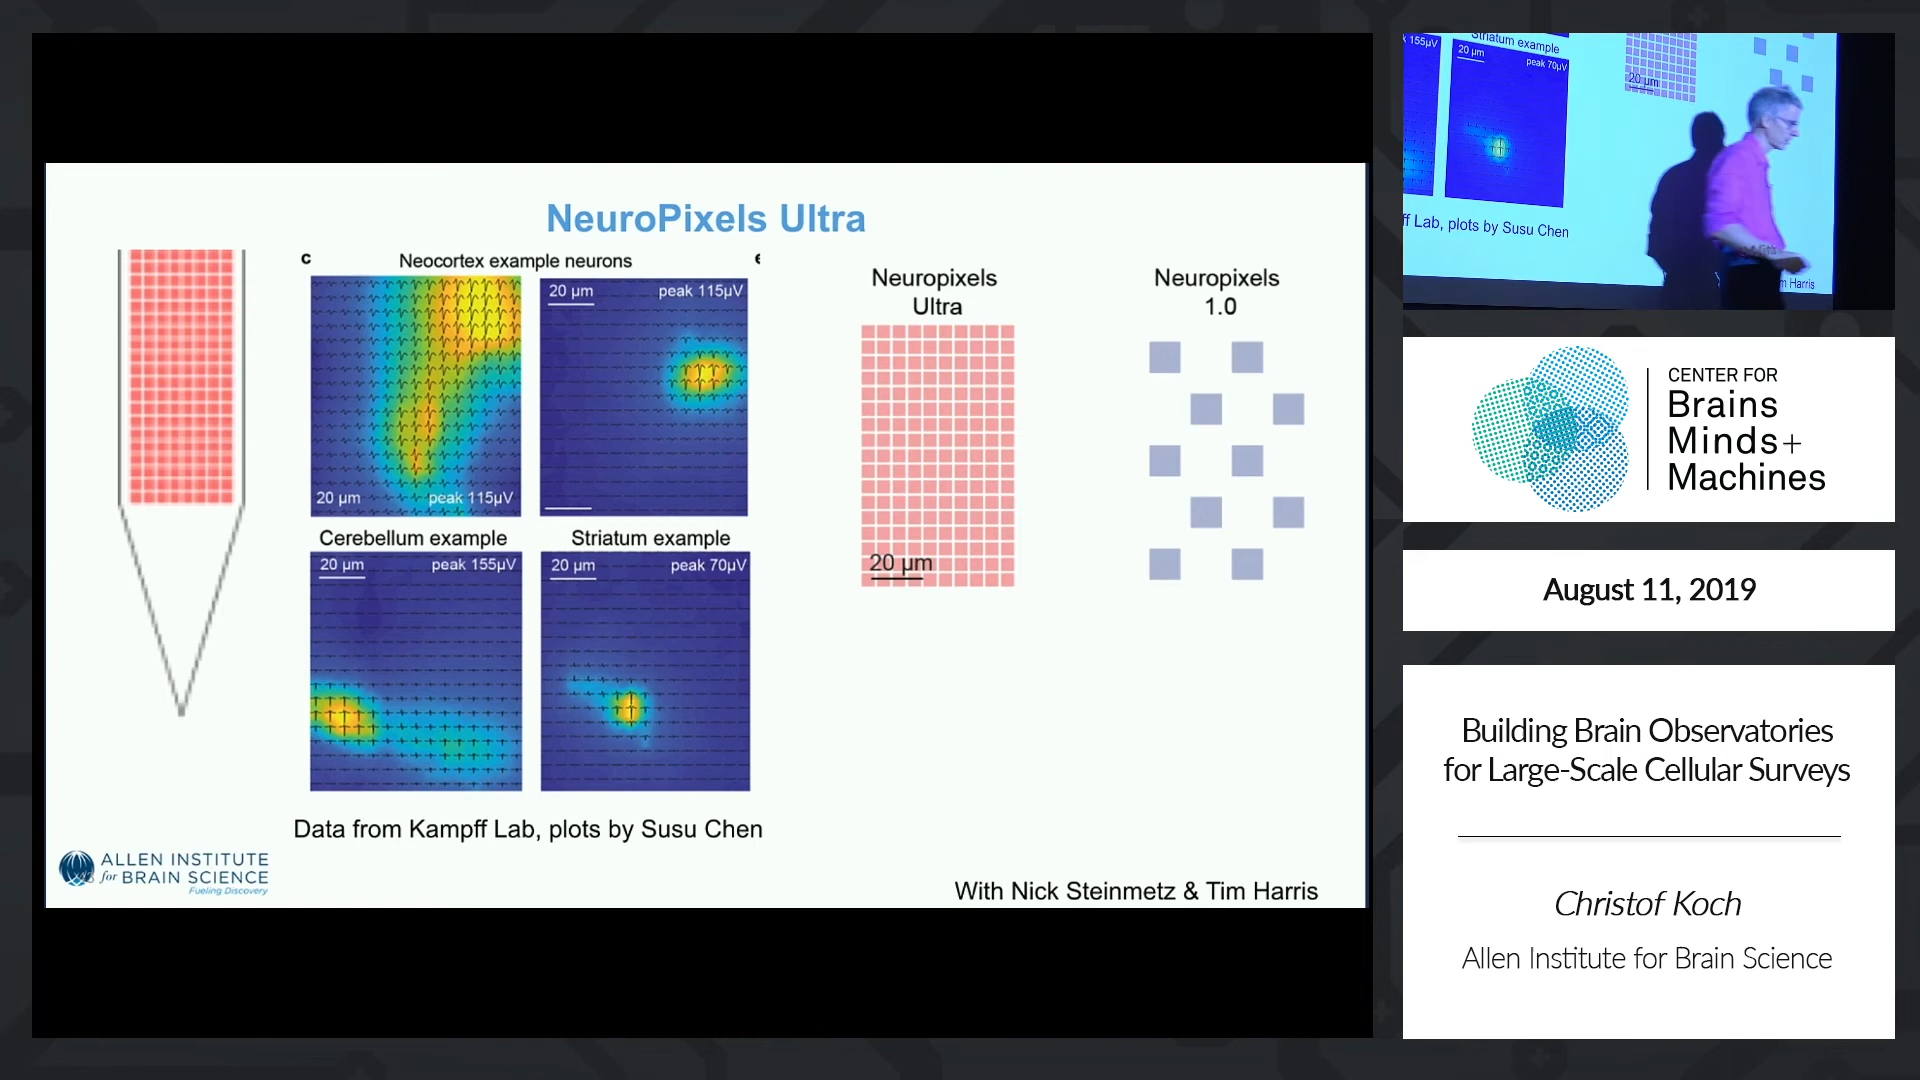 NeuroPixels Ultra
c
Neocortex example neurons
20 µm
peak 115µV
20 µm
peak 115µV
Cerebellum example
20 µm
peak 155µV
Striatum example
20 µm
peak 70µV
Data from Kampff Lab, plots by Susu Chen
Neuropixels
Ultra
20 µm
Neuropixels
1.0
ALLEN INSTITUTE
for BRAIN SCIENCE
Fueling Discovery
With Nick Steinmetz & Tim Harris
k 155µV
Striatum example
20 µm
peak 70µV
20 µm
ff Lab, plots by Susu Chen
m Harris
CENTER FOR
Brains
Minds+
Machines
August 11, 2019
Building Brain Observatories
for Large-Scale Cellular Surveys
Christof Koch
Allen Institute for Brain Science